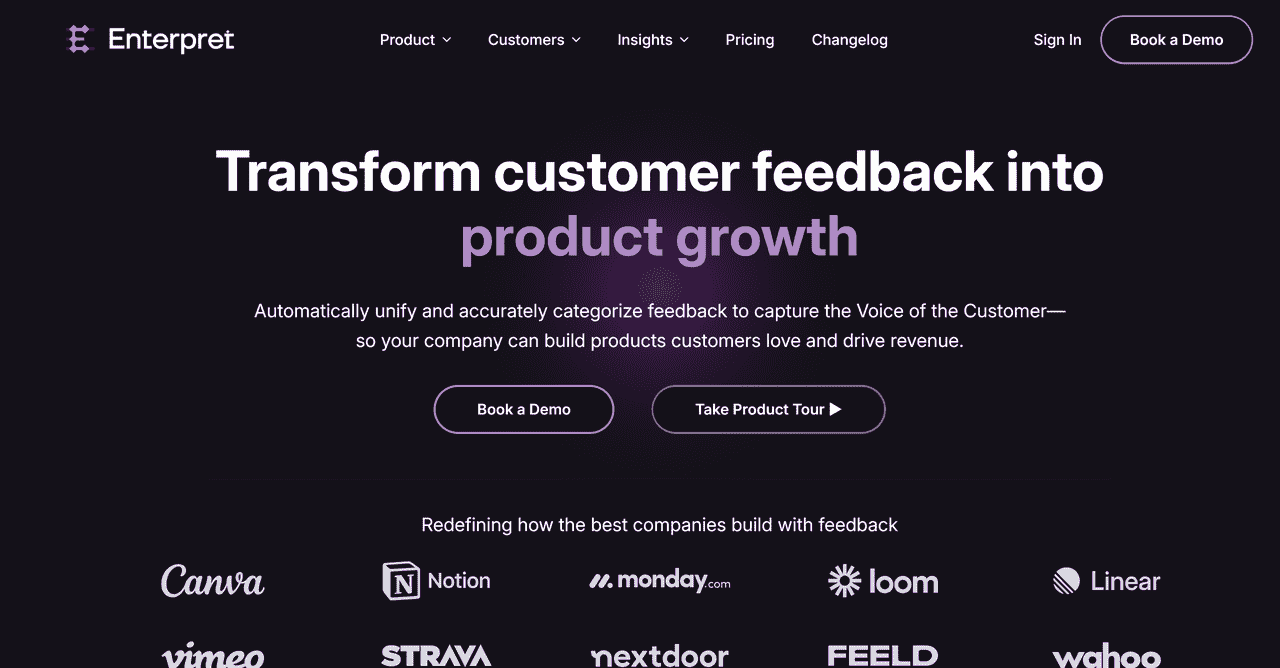 Enterpret
Product Customers Insights Pricing Changelog Sign In Book a Demo
Transform customer feedback into
product growth
Automatically unify and accurately categorize feedback to capture the Voice of the Customer—
so your company can build products customers love and drive revenue.
Book a Demo Take Product Tour ▶
Redefining how the best companies build with feedback
Canva Notion monday.com loom Linear
vimeo STRAVA nextdoor FEELD wahoo